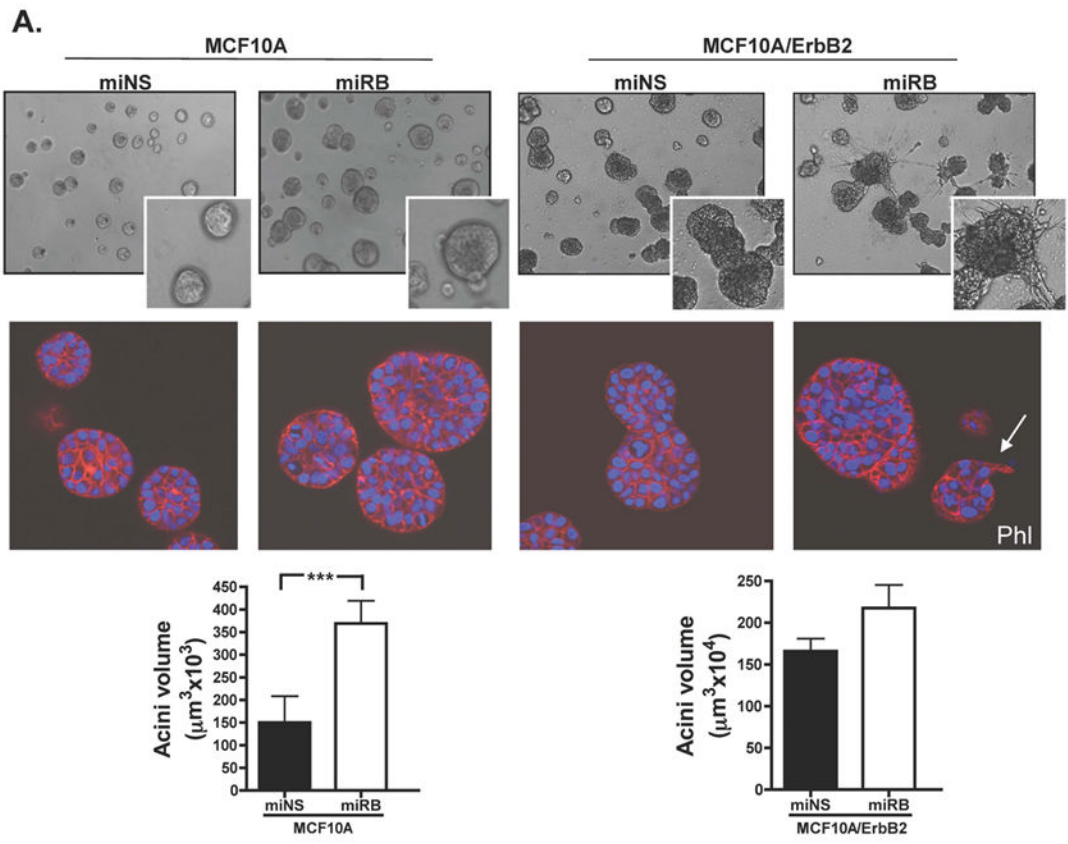 A.
MCF10A
MCF10A/ErbB2
miNS
miRB
miNS
miRB
Phl
***
Acini volume
(μm³x10³)
450
400
350
300
250
200
150
100
50
0
miNS
miRB
MCF10A
Acini volume
(μm³x10⁴)
250
200
150
100
50
0
miNS
miRB
MCF10A/ErbB2